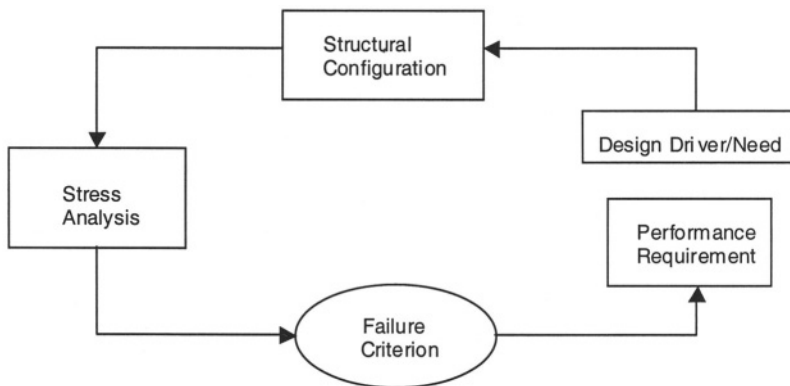 Structural
Configuration
Design Driver/Need
Stress
Analysis
Performance
Requirement
Failure
Criterion